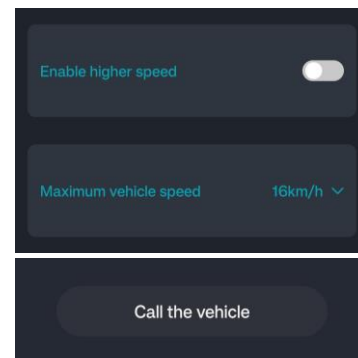 Enable higher speed
Maximum vehicle speed 16km/h
Call the vehicle